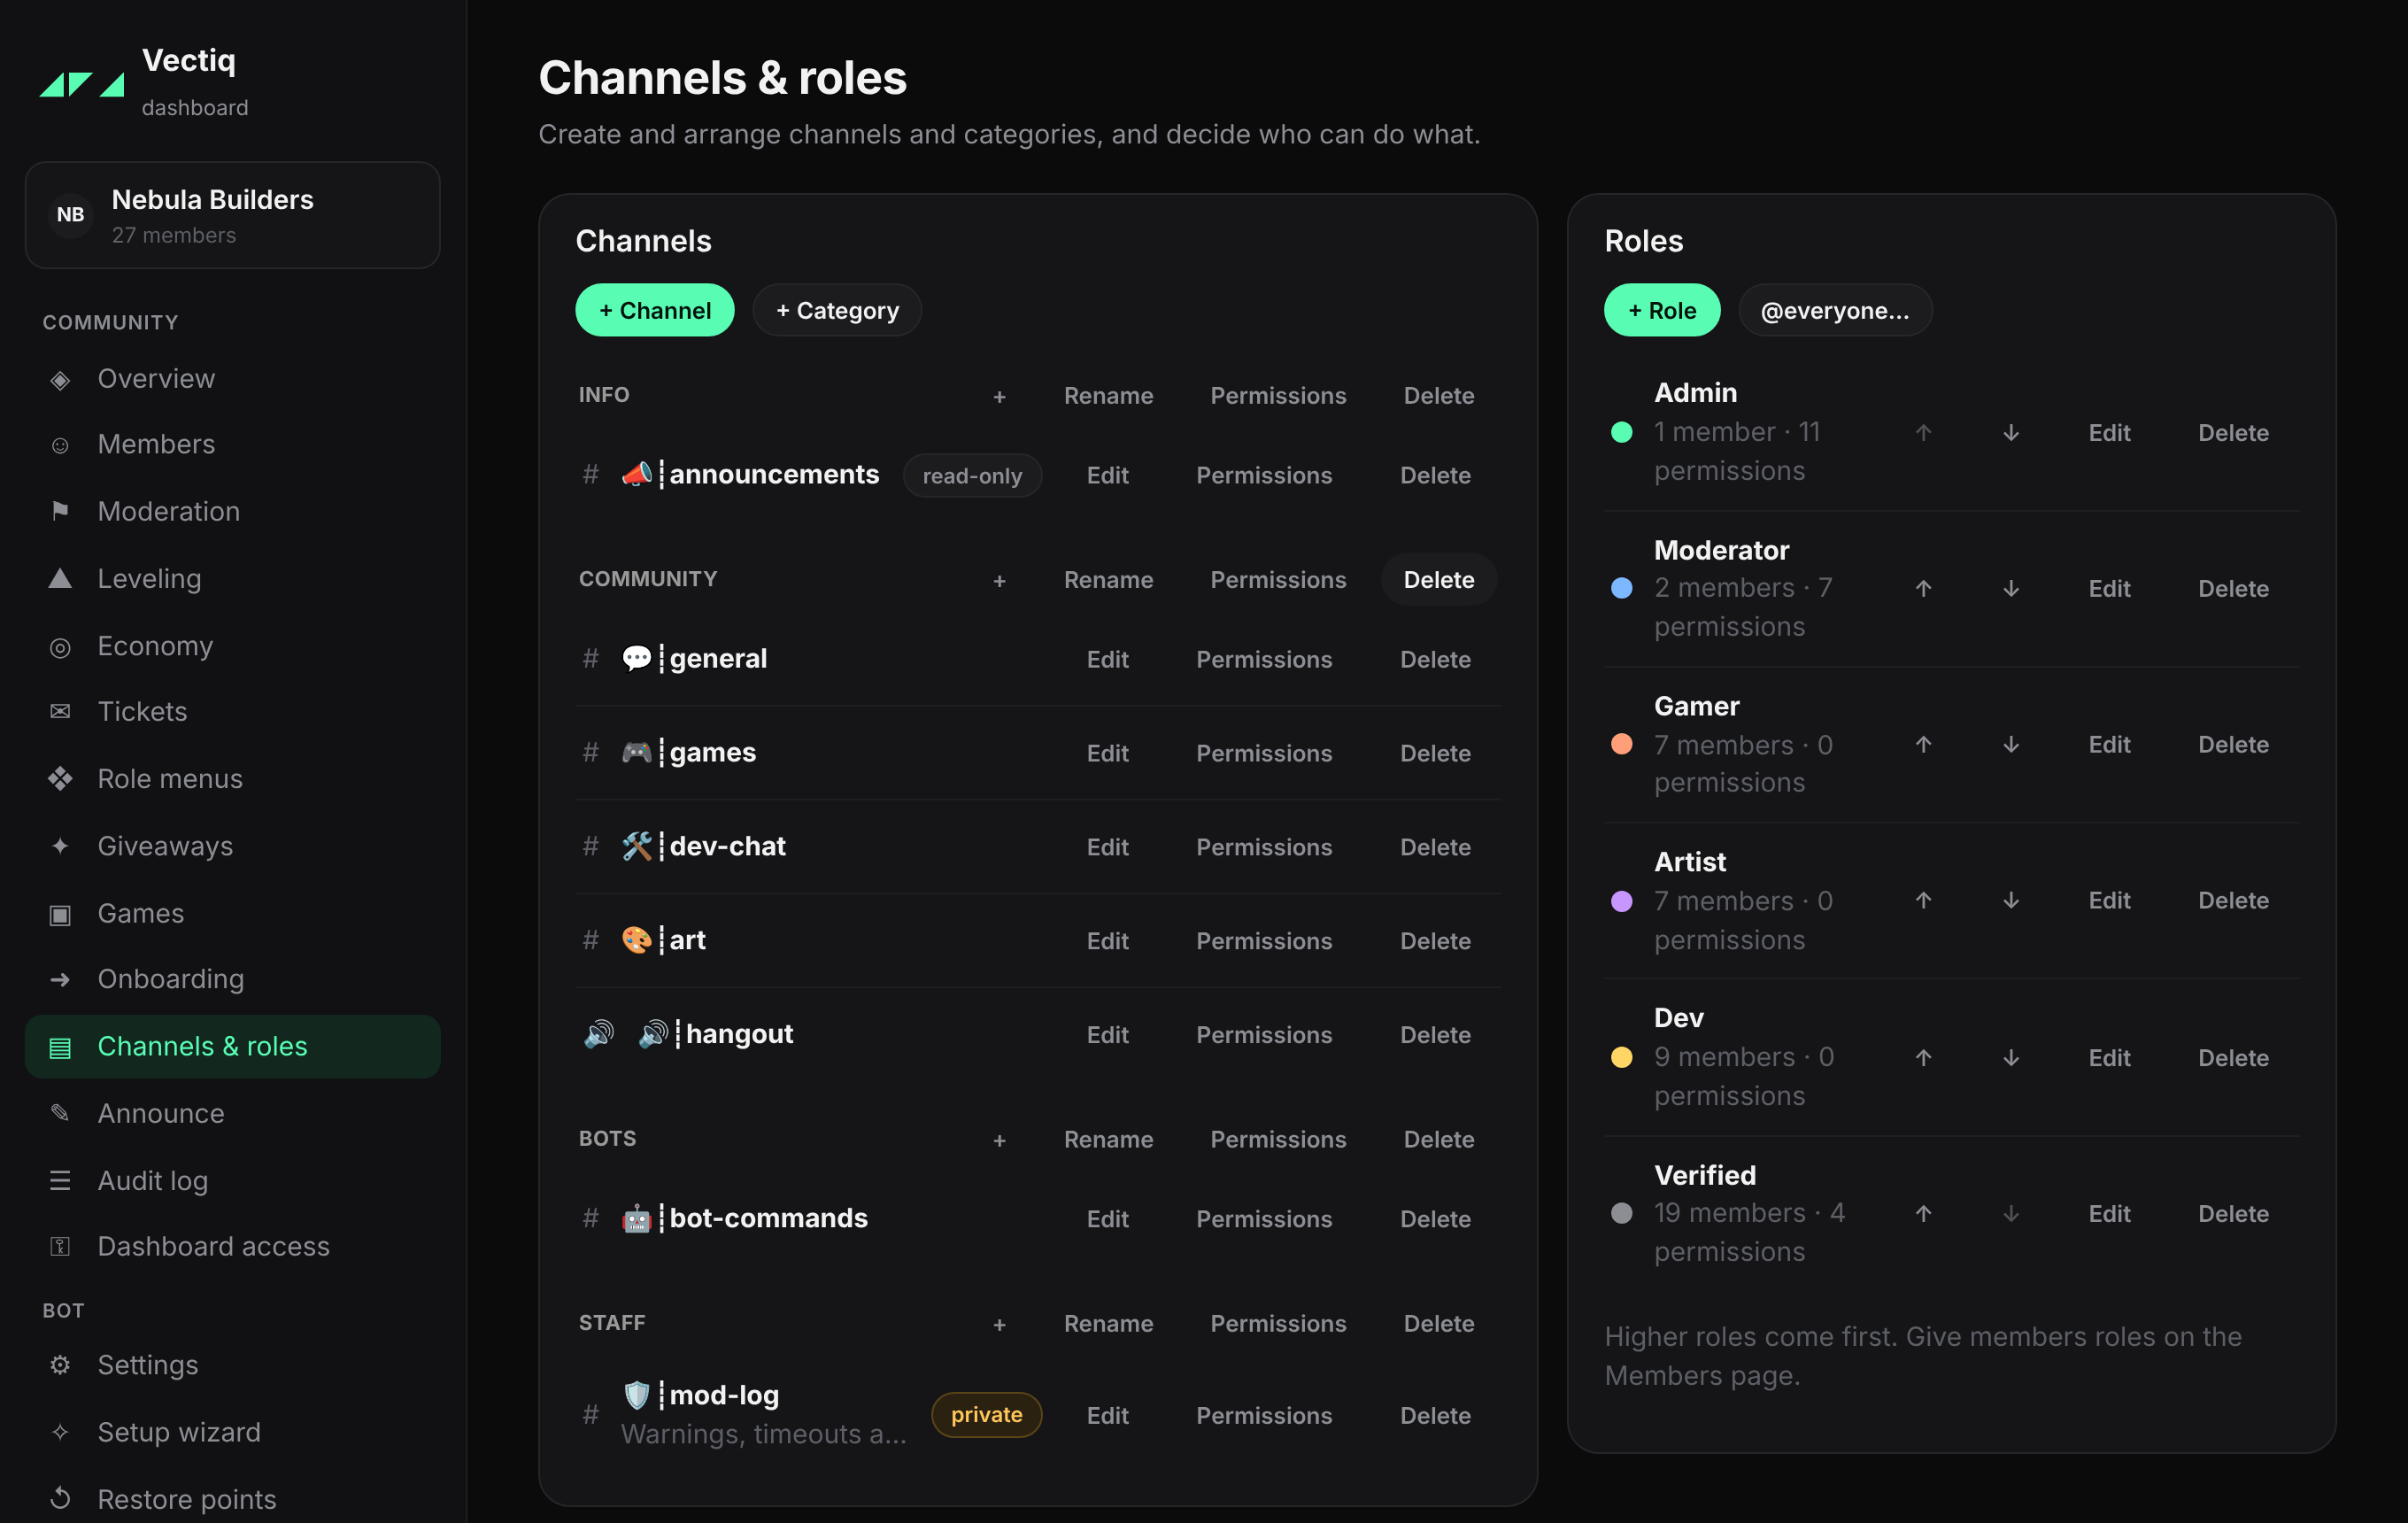 Vectiq
dashboard
NB
Nebula Builders
27 members
COMMUNITY
◈ Overview
☺ Members
⚑ Moderation
▲ Leveling
◎ Economy
✉ Tickets
❖ Role menus
✦ Giveaways
▣ Games
➜ Onboarding
▤ Channels & roles
✎ Announce
☰ Audit log
⚿ Dashboard access
BOT
⚙ Settings
✧ Setup wizard
↺ Restore points
Channels & roles
Create and arrange channels and categories, and decide who can do what.
Channels
+ Channel + Category
INFO + Rename Permissions Delete
# 📣┊announcements read-only Edit Permissions Delete
COMMUNITY + Rename Permissions Delete
# 💬┊general Edit Permissions Delete
# 🎮┊games Edit Permissions Delete
# 🛠️┊dev-chat Edit Permissions Delete
# 🎨┊art Edit Permissions Delete
🔊 🔊┊hangout Edit Permissions Delete
BOTS + Rename Permissions Delete
# 🤖┊bot-commands Edit Permissions Delete
STAFF + Rename Permissions Delete
# 🛡️┊mod-log private Edit Permissions Delete
Warnings, timeouts a...
Roles
+ Role @everyone...
Admin
1 member · 11 ↑ ↓ Edit Delete
permissions
Moderator
2 members · 7 ↑ ↓ Edit Delete
permissions
Gamer
7 members · 0 ↑ ↓ Edit Delete
permissions
Artist
7 members · 0 ↑ ↓ Edit Delete
permissions
Dev
9 members · 0 ↑ ↓ Edit Delete
permissions
Verified
19 members · 4 ↑ ↓ Edit Delete
permissions
Higher roles come first. Give members roles on the
Members page.